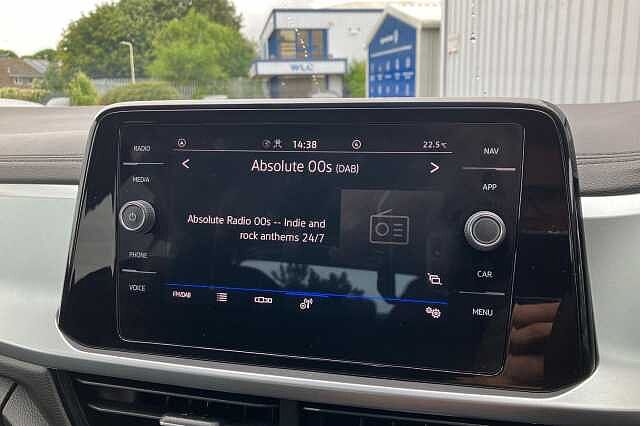 WLC
RADIO
MEDIA
PHONE
VOICE
14:38
22.5°C
Absolute 00s (DAB)
Absolute Radio 00s -- Indie and
rock anthems 24/7
FM/DAB
NAV
APP
CAR
MENU